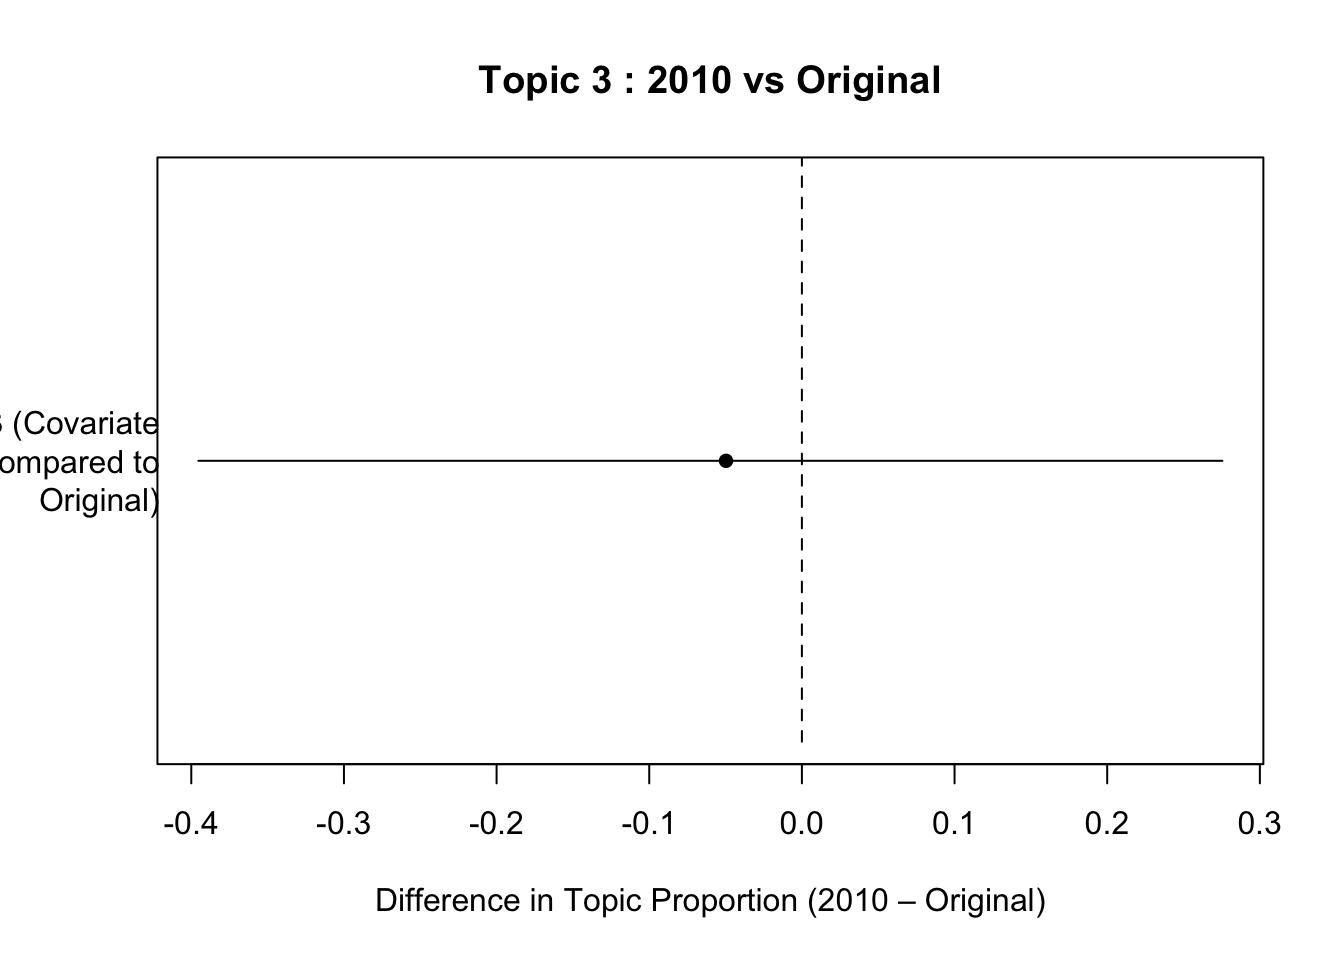 Topic 3 : 2010 vs Original
(Covariate
ompared to
Original)
-0.4 -0.3 -0.2 -0.1 0.0 0.1 0.2 0.3
Difference in Topic Proportion (2010 – Original)